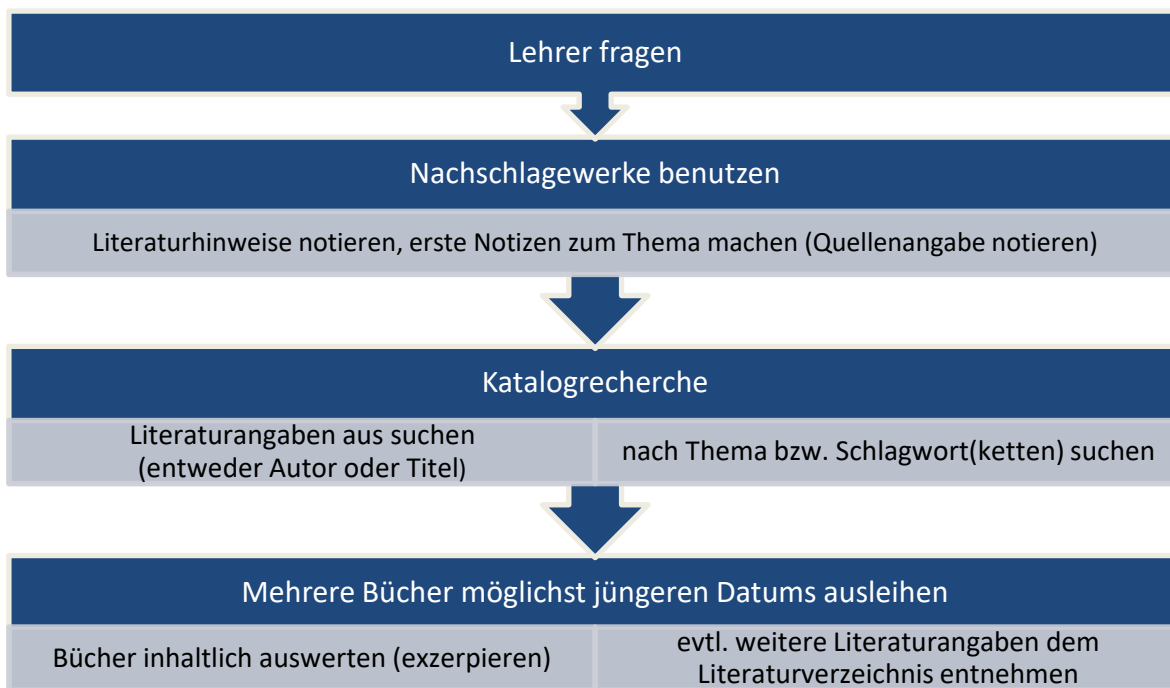 Lehrer fragen
Nachschlagewerke benutzen
Literaturhinweise notieren, erste Notizen zum Thema machen (Quellenangabe notieren)
Katalogrecherche
Literaturangaben aus suchen
(entweder Autor oder Titel)
nach Thema bzw. Schlagwort(ketten) suchen
Mehrere Bücher möglichst jüngeren Datums ausleihen
Bücher inhaltlich auswerten (exzerpieren)
evtl. weitere Literaturangaben dem
Literaturverzeichnis entnehmen